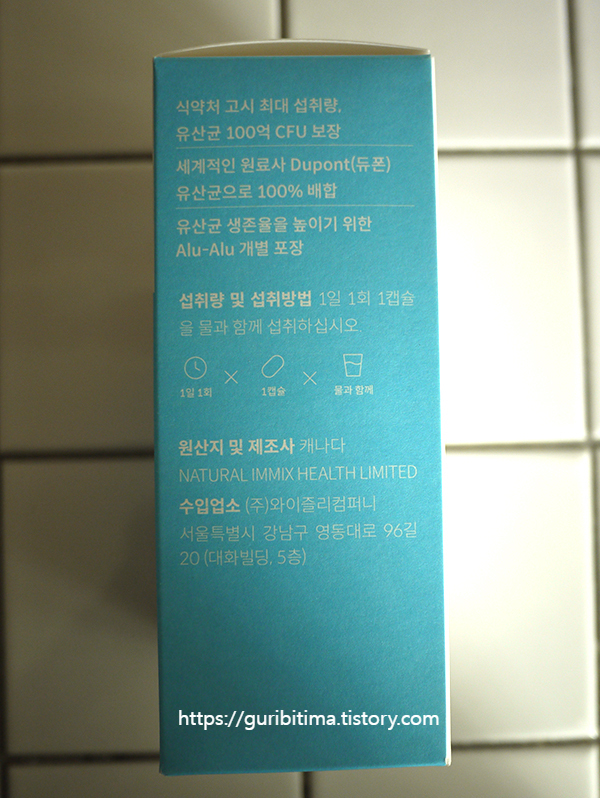 식약처 고시 최대 섭취량,
유산균 100억 CFU 보장
세계적인 원료사 Dupont(듀폰)
유산균으로 100% 배합
유산균 생존율을 높이기 위한
Alu-Alu 개별 포장
섭취량 및 섭취방법 1일 1회 1캡슐
을 물과 함께 섭취하십시오.
1일 1회 × 1캡슐 × 물과 함께
원산지 및 제조사 캐나다
NATURAL IMMIX HEALTH LIMITED
수입업소 (주)와이즐리컴퍼니
서울특별시 강남구 영동대로 96길
20 (대화빌딩, 5층)
https://guribitima.tistory.com